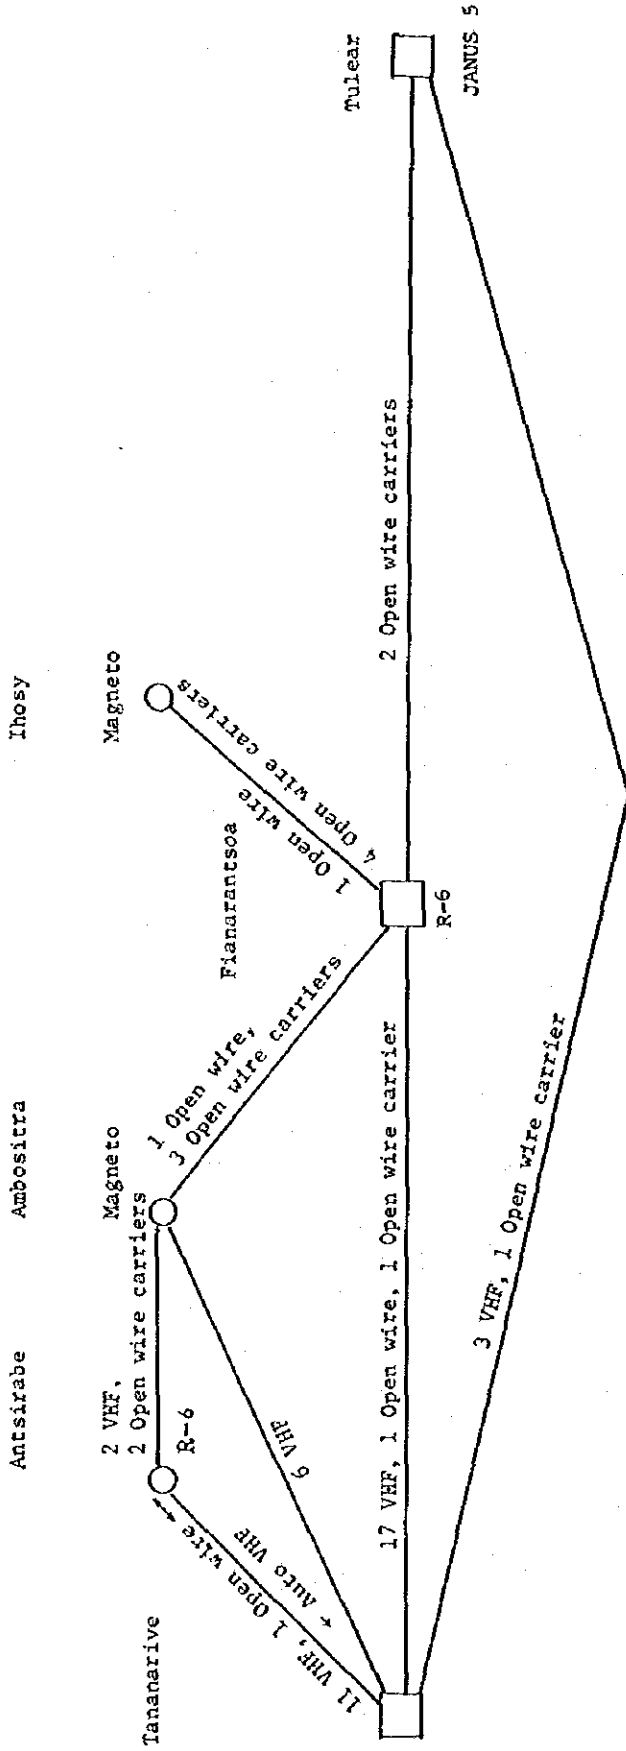 Antsirabe
Ambositra
Ihosy
Tananarive
2 VHF,
2 Open wire carriers
R-6
Magneto
Magneto
11 VHF, 1 Open wire
← Auto VHF
6 VHF
1 Open wire,
3 Open wire carriers
Fianarantsoa
1 Open wire
4 Open wire carriers
Tulear
17 VHF, 1 Open wire, 1 Open wire carrier
R-6
2 Open wire carriers
JANUS 5
3 VHF, 1 Open wire carrier